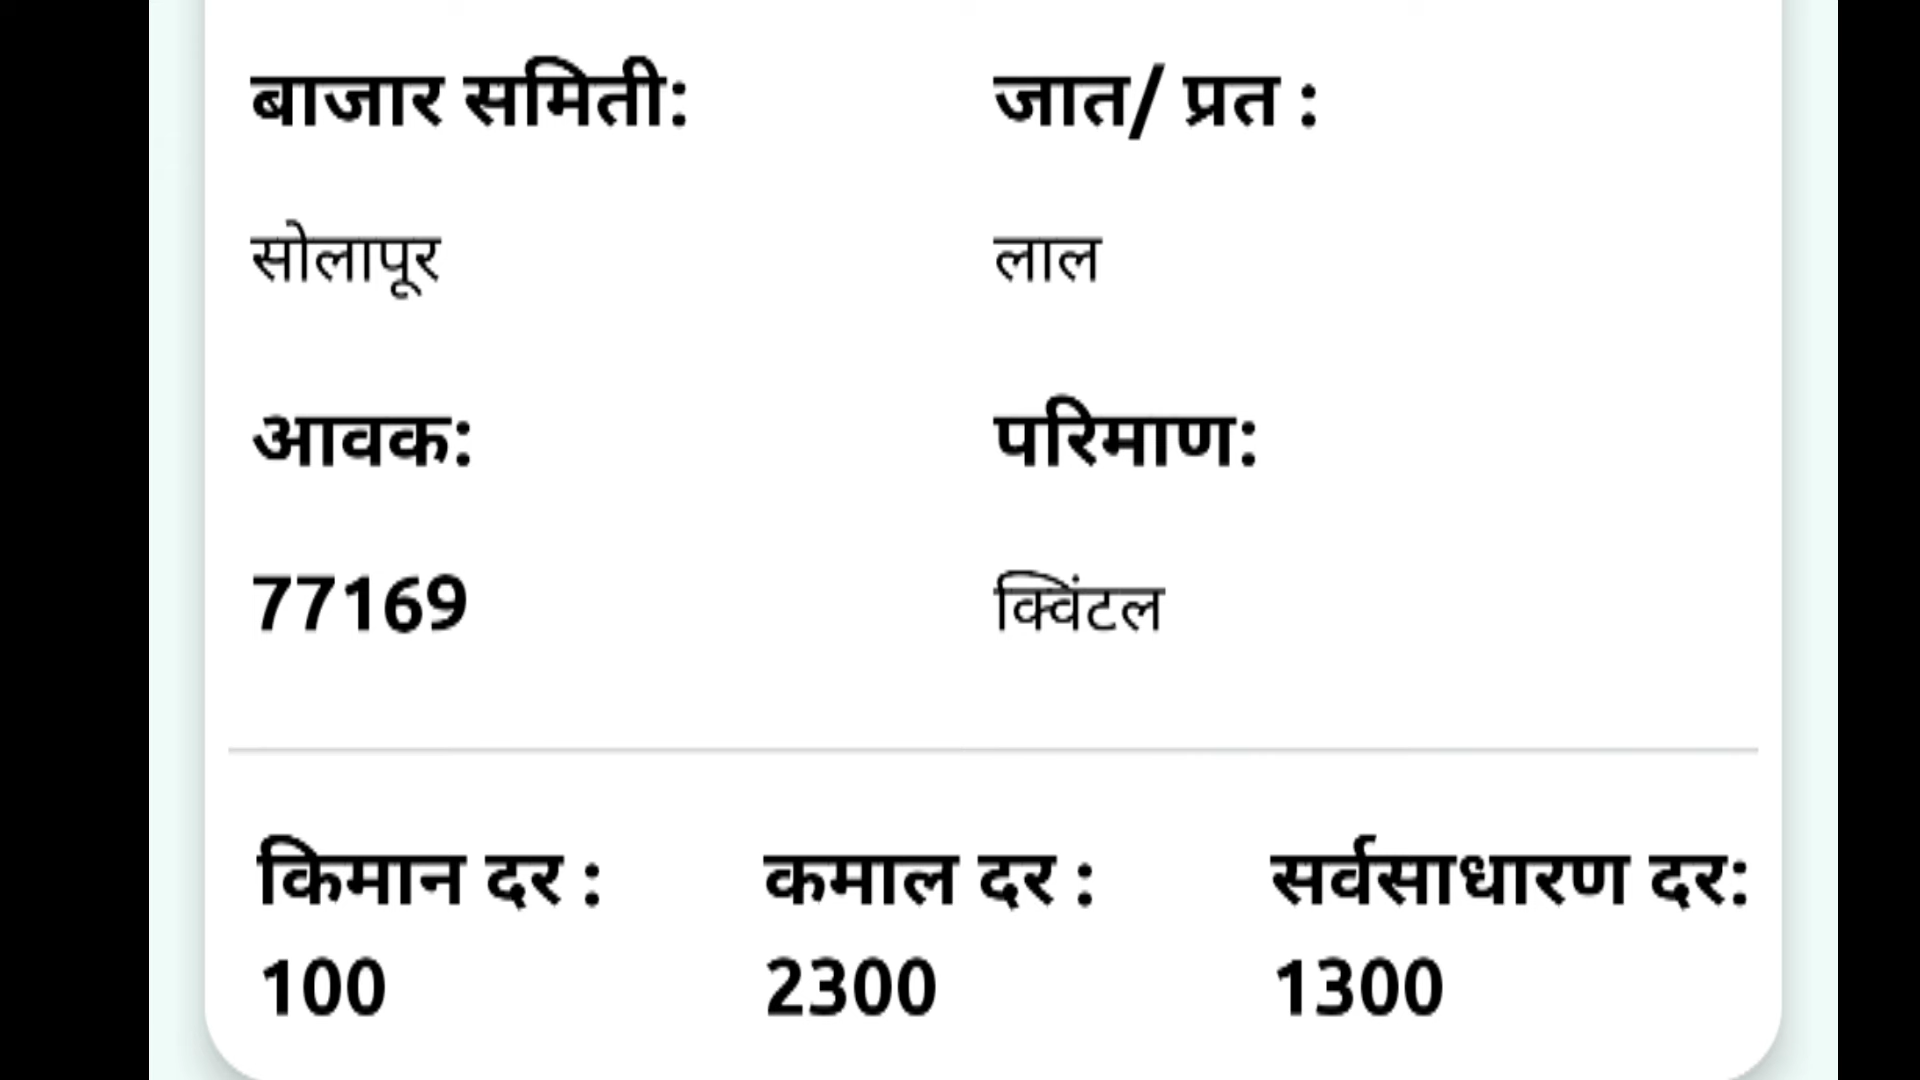 बाजार समिती: जात/ प्रत :
सोलापूर लाल
आवक: परिमाण:
77169 क्विंटल
किमान दर : कमाल दर : सर्वसाधारण दर:
100 2300 1300